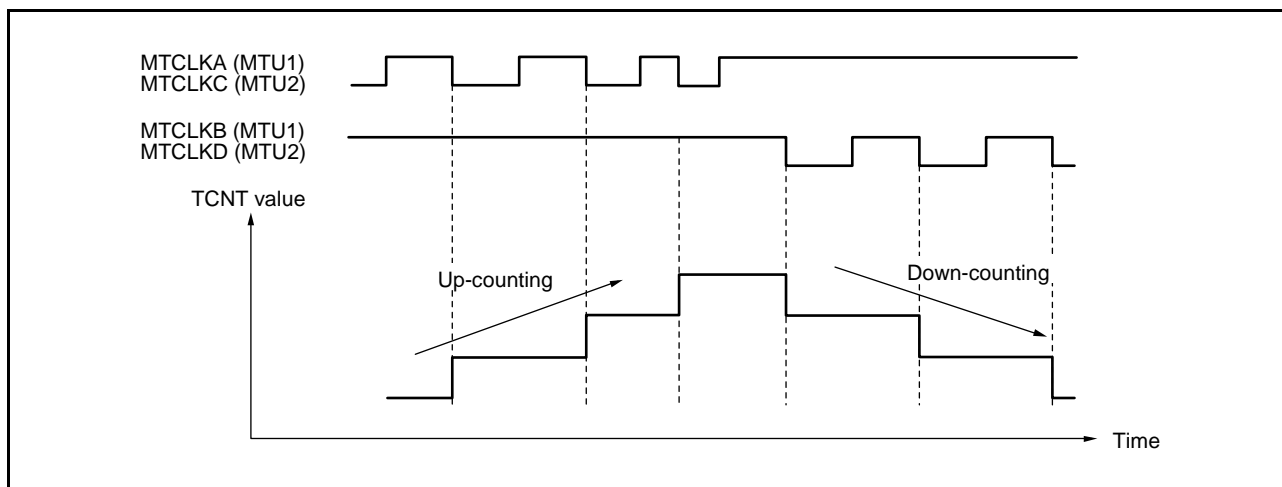 MTCLKA (MTU1)
MTCLKC (MTU2)
MTCLKB (MTU1)
MTCLKD (MTU2)
TCNT value
Up-counting
Down-counting
Time